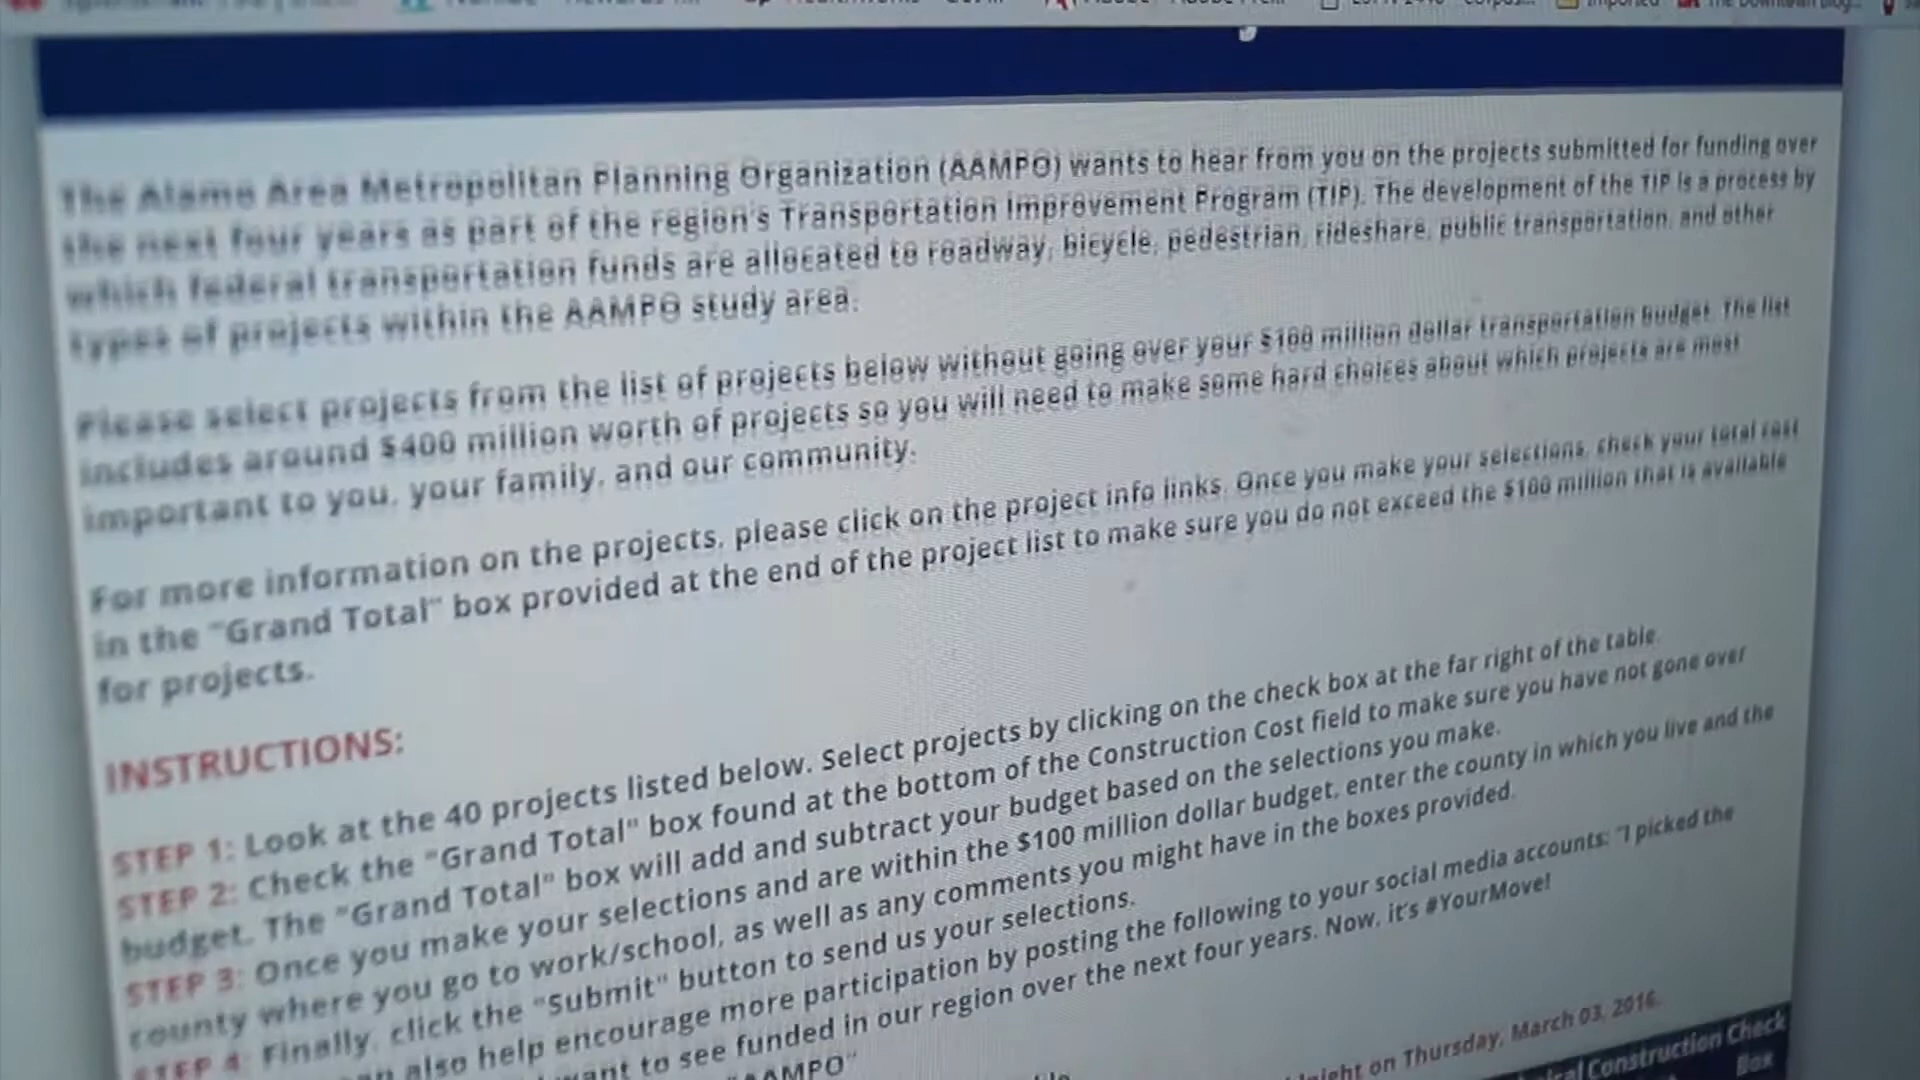 Imported
The Alamo Area Metropolitan Planning Organization (AAMPO) wants to hear from you on the projects submitted for funding over
the next four years as part of the region's Transportation Improvement Program (TIP). The development of the TIP is a process by
which federal transportation funds are allocated to roadway, bicycle, pedestrian, rideshare, public transportation, and other
types of projects within the AAMPO study area.
Please select projects from the list of projects below without going over your $100 million dollar transportation budget. The list
includes around $400 million worth of projects so you will need to make some hard choices about which projects are most
important to you, your family, and our community.
For more information on the projects, please click on the project info links. Once you make your selections, check your total cost
in the "Grand Total" box provided at the end of the project list to make sure you do not exceed the $100 million that is available
for projects.
INSTRUCTIONS:
STEP 1: Look at the 40 projects listed below. Select projects by clicking on the check box at the far right of the table.
STEP 2: Check the "Grand Total" box found at the bottom of the Construction Cost field to make sure you have not gone over
budget. The "Grand Total" box will add and subtract your budget based on the selections you make.
STEP 3: Once you make your selections and are within the $100 million dollar budget, enter the county in which you live and the
county where you go to work/school, as well as any comments you might have in the boxes provided.
STEP 4: Finally, click the "Submit" button to send us your selections.
also help encourage more participation by posting the following to your social media accounts: "I picked the
want to see funded in our region over the next four years. Now, it's #YourMove!
AAMPO"
on Thursday, March 03, 2016.
Construction Check
Box